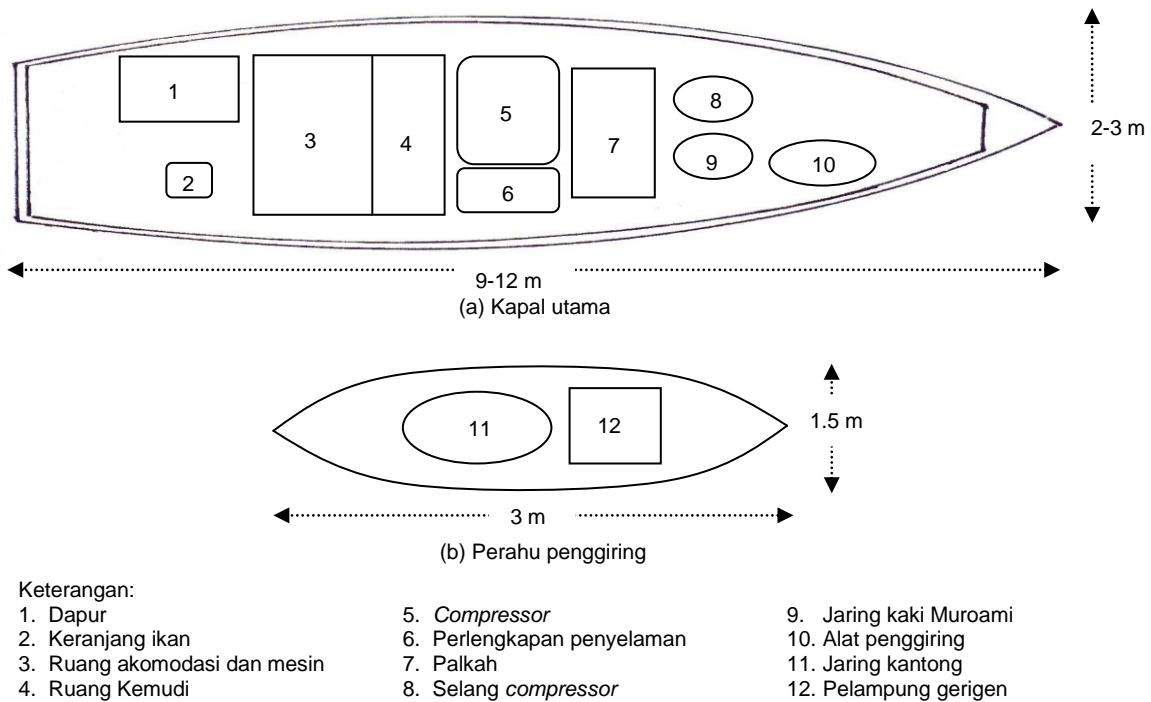 1
2
3
4
5
6
7
8
9
10
2-3 m
9-12 m
(a) Kapal utama
11
12
1.5 m
3 m
(b) Perahu penggiring
Keterangan:
1. Dapur
2. Keranjang ikan
3. Ruang akomodasi dan mesin
4. Ruang Kemudi
5. Compressor
6. Perlengkapan penyelaman
7. Palkah
8. Selang compressor
9. Jaring kaki Muroami
10. Alat penggiring
11. Jaring kantong
12. Pelampung gerigen